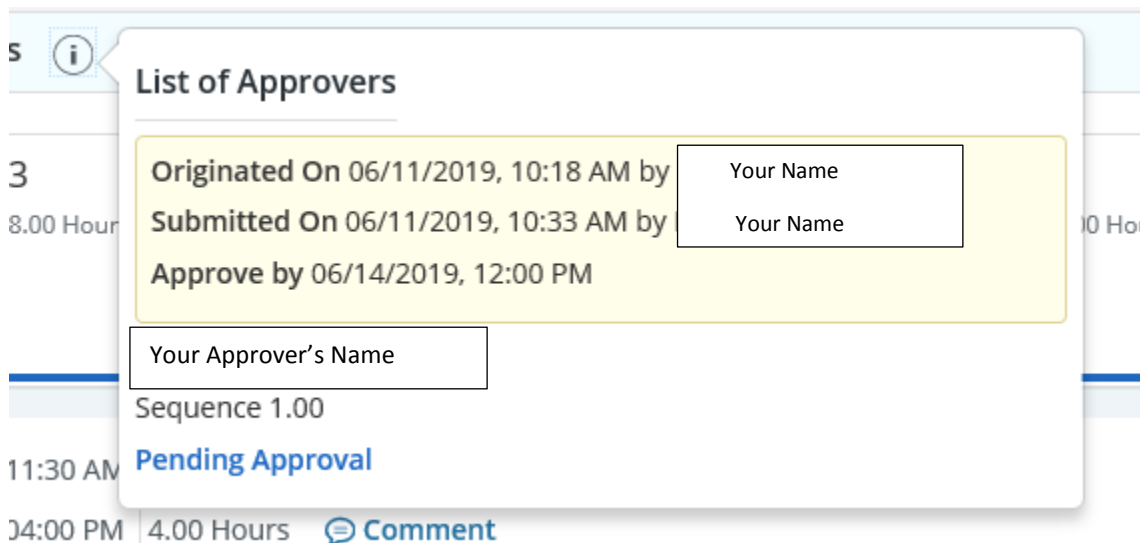 s i
List of Approvers
Originated On 06/11/2019, 10:18 AM by Your Name
3
8.00 Hour
Submitted On 06/11/2019, 10:33 AM by Your Name
Approve by 06/14/2019, 12:00 PM
Your Approver’s Name
Sequence 1.00
Pending Approval
11:30 AM
04:00 PM 4.00 Hours Comment